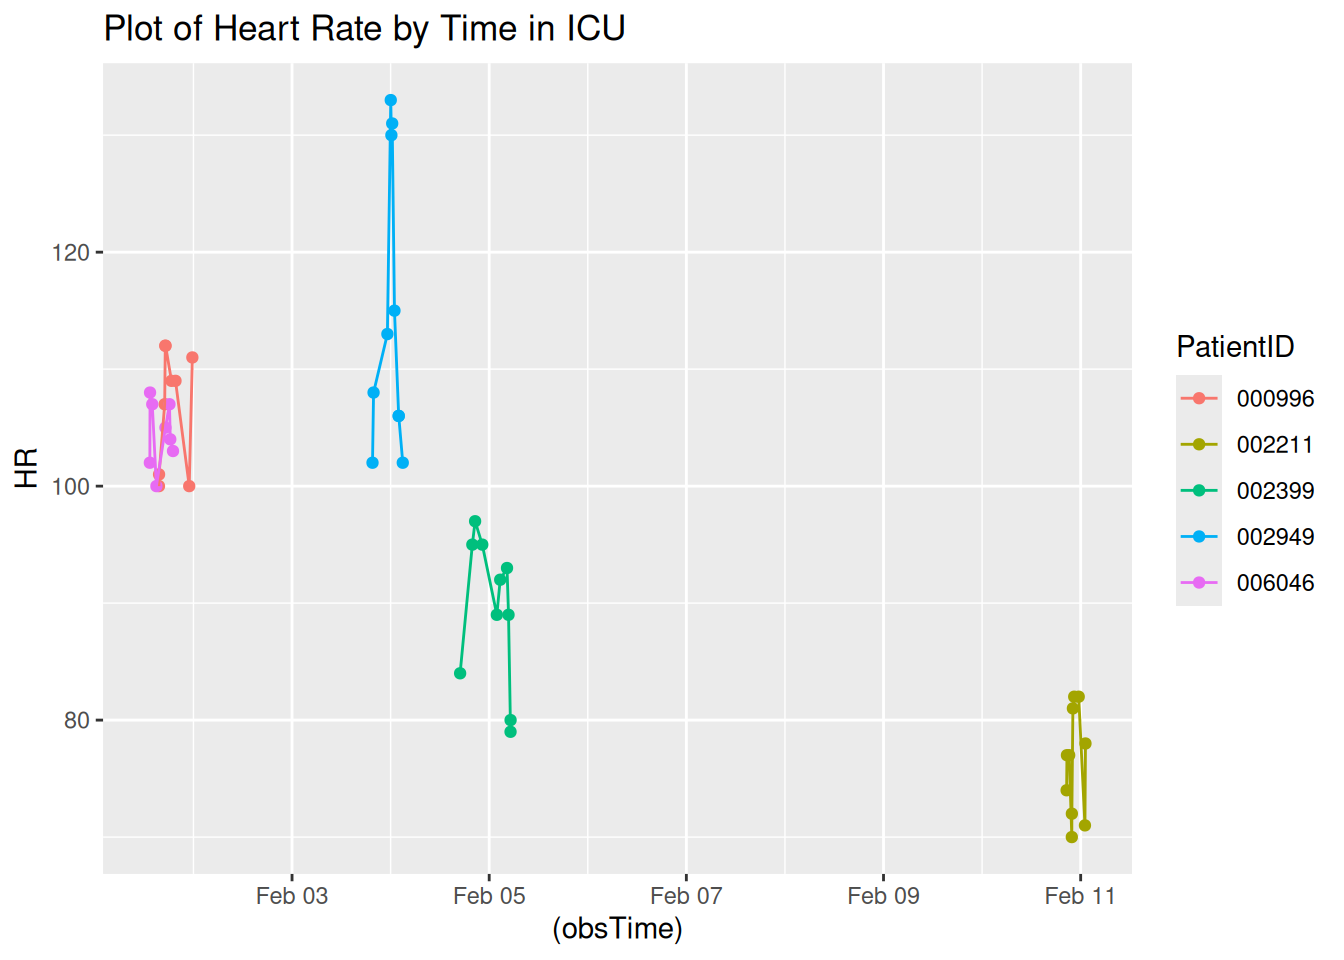 Plot of Heart Rate by Time in ICU
HR
120
100
80
Feb 03
Feb 05
Feb 07
Feb 09
Feb 11
(obsTime)
PatientID
000996
002211
002399
002949
006046